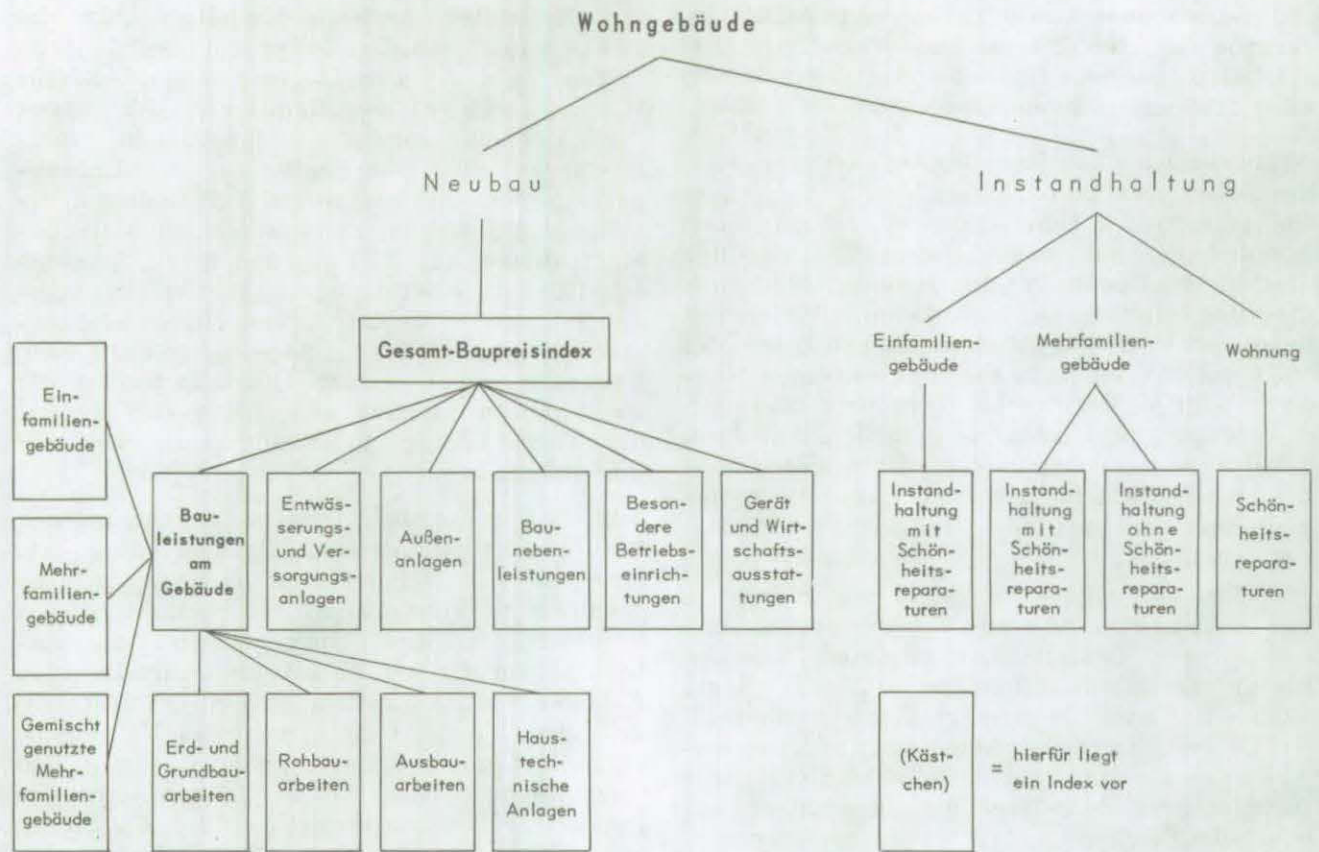 Wohngebäude
Neubau
Instandhaltung
Gesamt-Baupreisindex
Einfamilien-
gebäude
Mehrfamilien-
gebäude
Wohnung
Ein-
familien-
gebäude
Mehr-
familien-
gebäude
Gemischt
genutzte
Mehr-
familien-
gebäude
Bau-
leistungen
am
Gebäude
Entwäs-
serungs-
und Ver-
sorgungs-
anlagen
Außen-
anlagen
Bau-
neben-
leistungen
Beson-
dere
Betriebs-
einrich-
tungen
Gerät
und Wirt-
schafts-
ausstat-
tungen
Instand-
haltung
mit
Schön-
heits-
repara-
turen
Instand-
haltung
mit
Schön-
heits-
repara-
turen
Instand-
haltung
ohne
Schön-
heits-
repara-
turen
Schön-
heits-
repara-
turen
Erd- und
Grundbau-
arbeiten
Rohbau-
arbeiten
Ausbau-
arbeiten
Haus-
tech-
nische
Anlagen
(Käst-
chen)
= hierfür liegt
ein Index vor